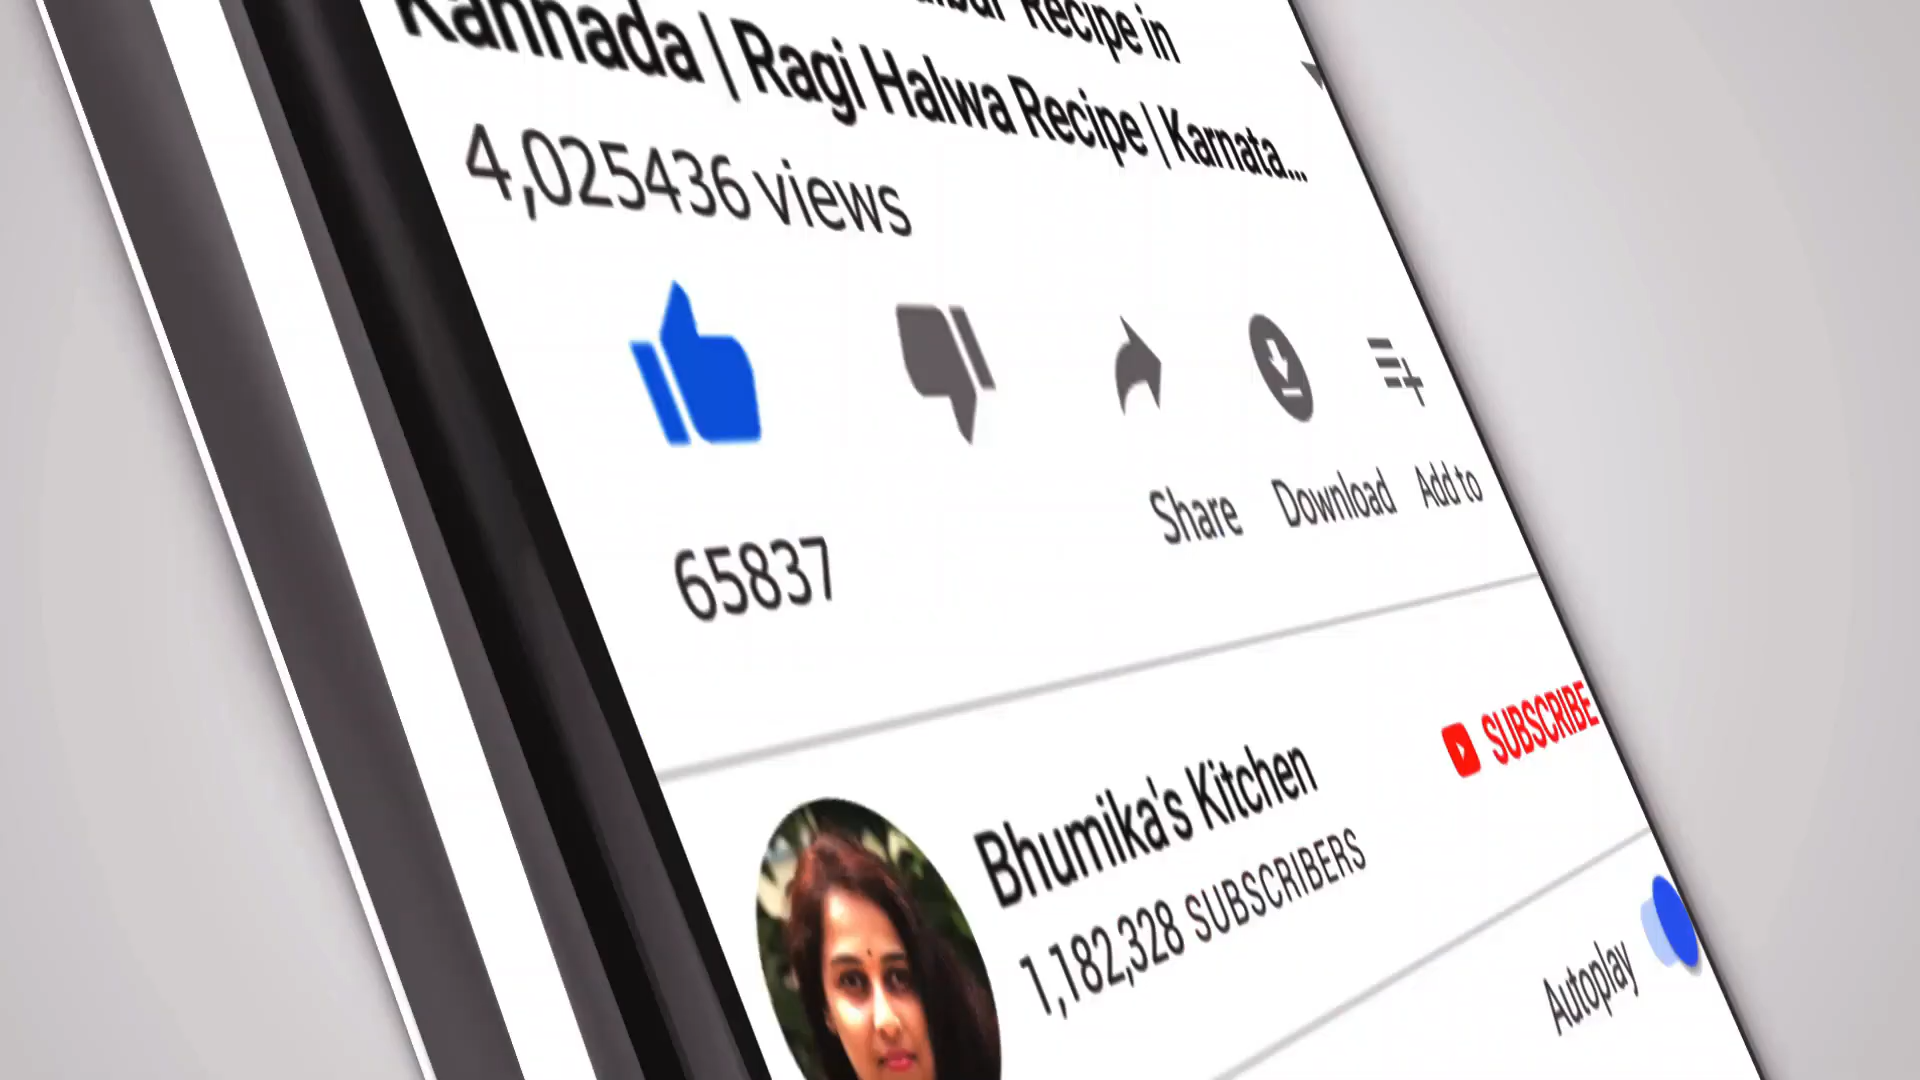 Recipe in
Kannada | Ragi Halwa Recipe | Karnata...
4,025436 views
Share Download Add to
65837
SUBSCRIBE
Bhumika's Kitchen
1,182,328 SUBSCRIBERS
Autoplay